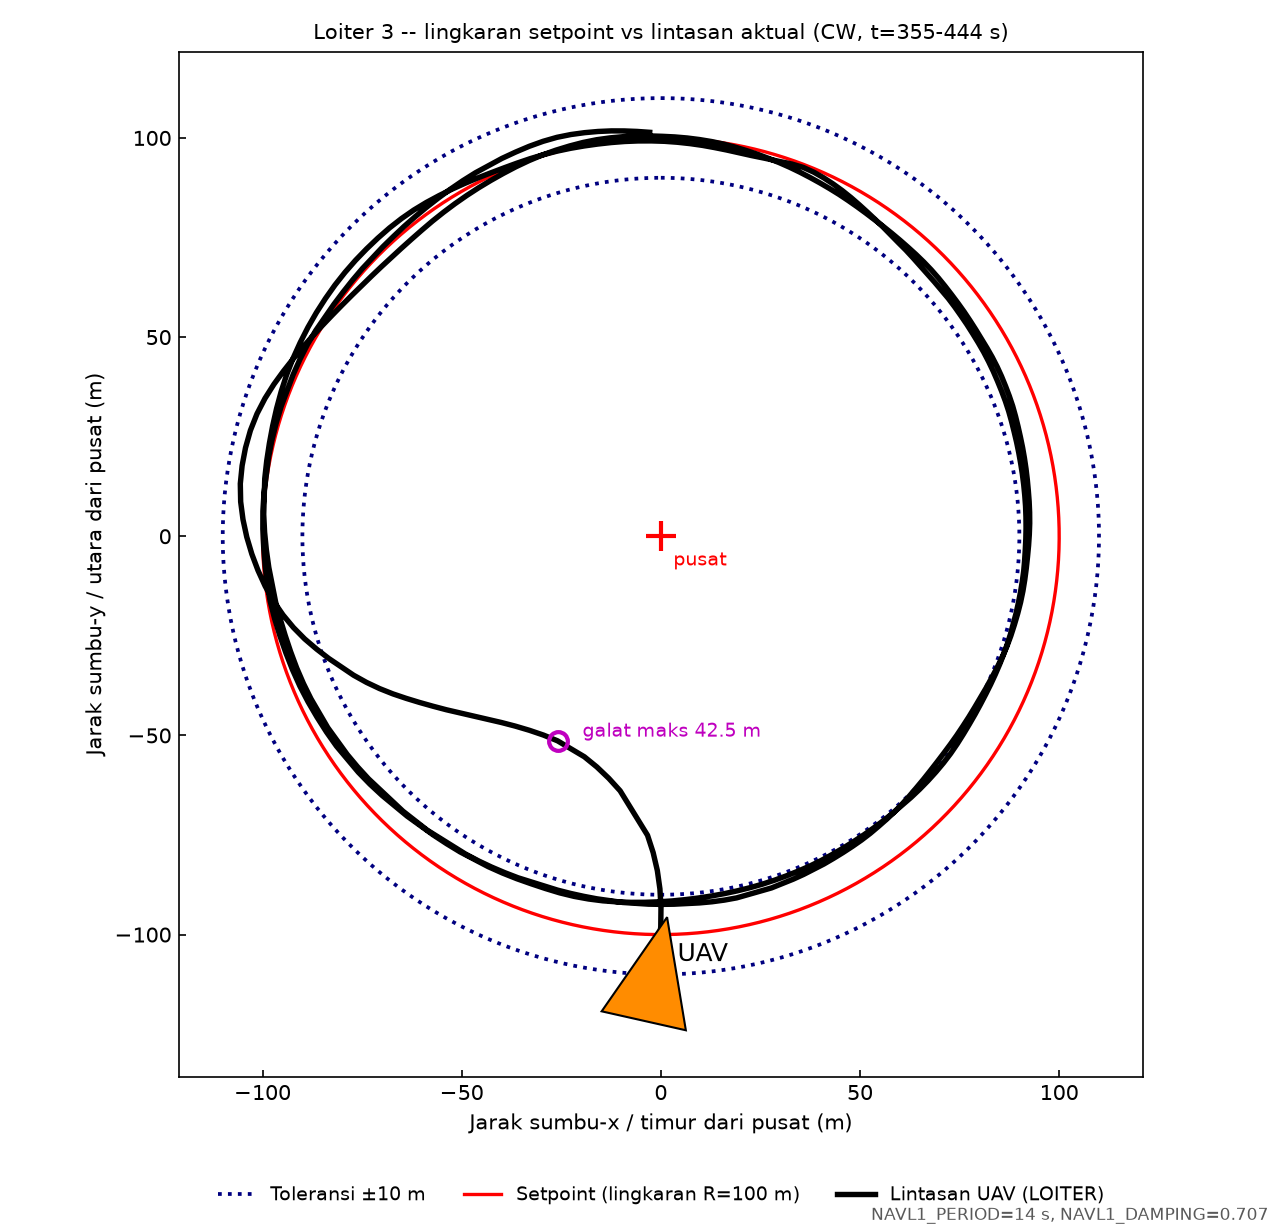 Loiter 3 -- lingkaran setpoint vs lintasan aktual (CW, t=355-444 s)
Jarak sumbu-y / utara dari pusat (m)
100
50
0
−50
−100
pusat
galat maks 42.5 m
UAV
−100
−50
0
50
100
Jarak sumbu-x / timur dari pusat (m)
Toleransi ±10 m
Setpoint (lingkaran R=100 m)
Lintasan UAV (LOITER)
NAVL1_PERIOD=14 s, NAVL1_DAMPING=0.707